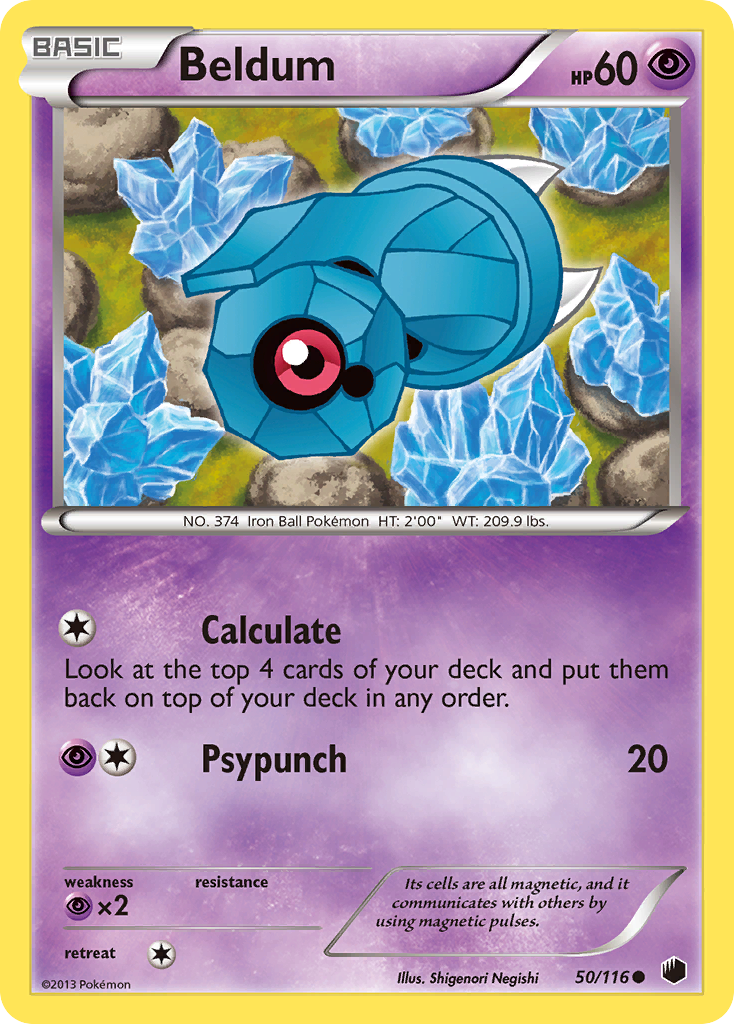 BASIC
Beldum
HP60
NO. 374 Iron Ball Pokémon HT: 2'00" WT: 209.9 lbs.
Calculate
Look at the top 4 cards of your deck and put them
back on top of your deck in any order.
Psypunch 20
weakness resistance
×2
retreat
Its cells are all magnetic, and it
communicates with others by
using magnetic pulses.
©2013 Pokémon
Illus. Shigenori Negishi
50/116